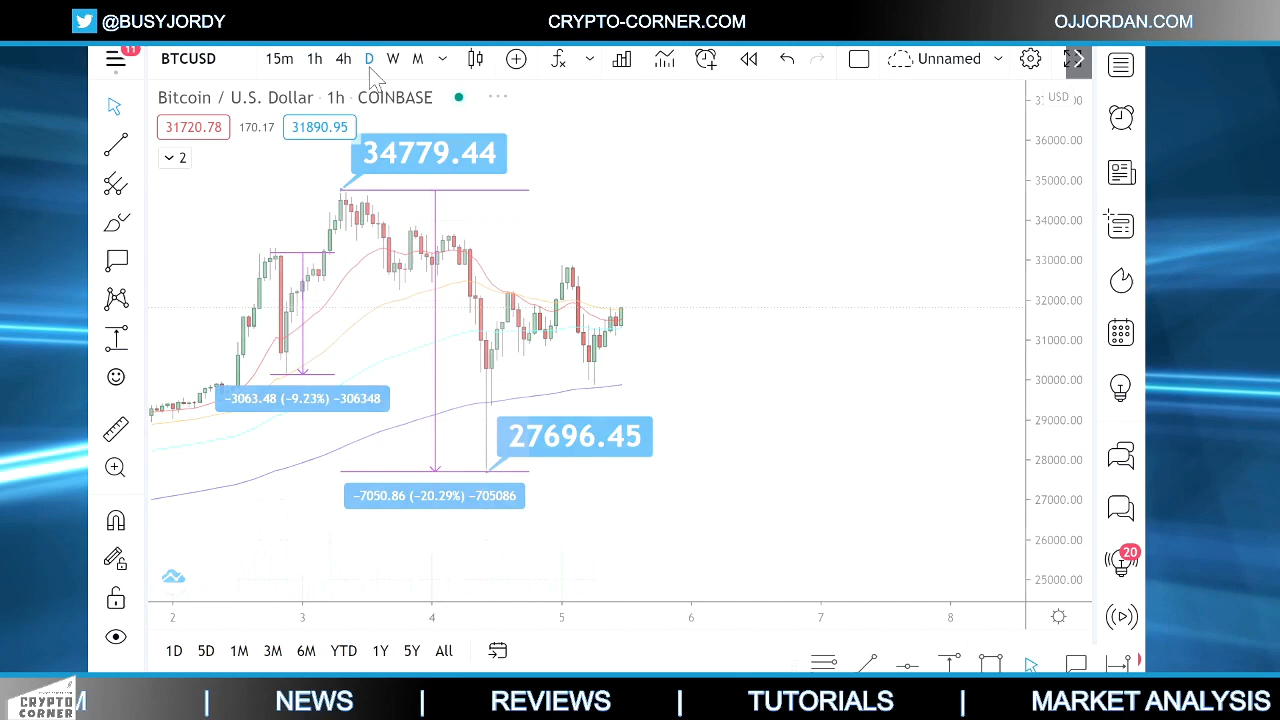 @BUSYJORDY
CRYPTO-CORNER.COM
OJJORDAN.COM
11
BTCUSD
15m 1h 4h D W M
Unnamed
Bitcoin / U.S. Dollar · 1h · COINBASE
USD
31720.78 170.17 31890.95
2
34779.44
36000.00
35000.00
34000.00
33000.00
32000.00
31000.00
30000.00
29000.00
28000.00
27000.00
26000.00
25000.00
−3063.48 (−9.23%) −306348
27696.45
−7050.86 (−20.29%) −705086
20
2 3 4 5 6 7 8
1D 5D 1M 3M 6M YTD 1Y 5Y All
CRYPTO
CORNER
M | NEWS | REVIEWS | TUTORIALS | MARKET ANALYSIS